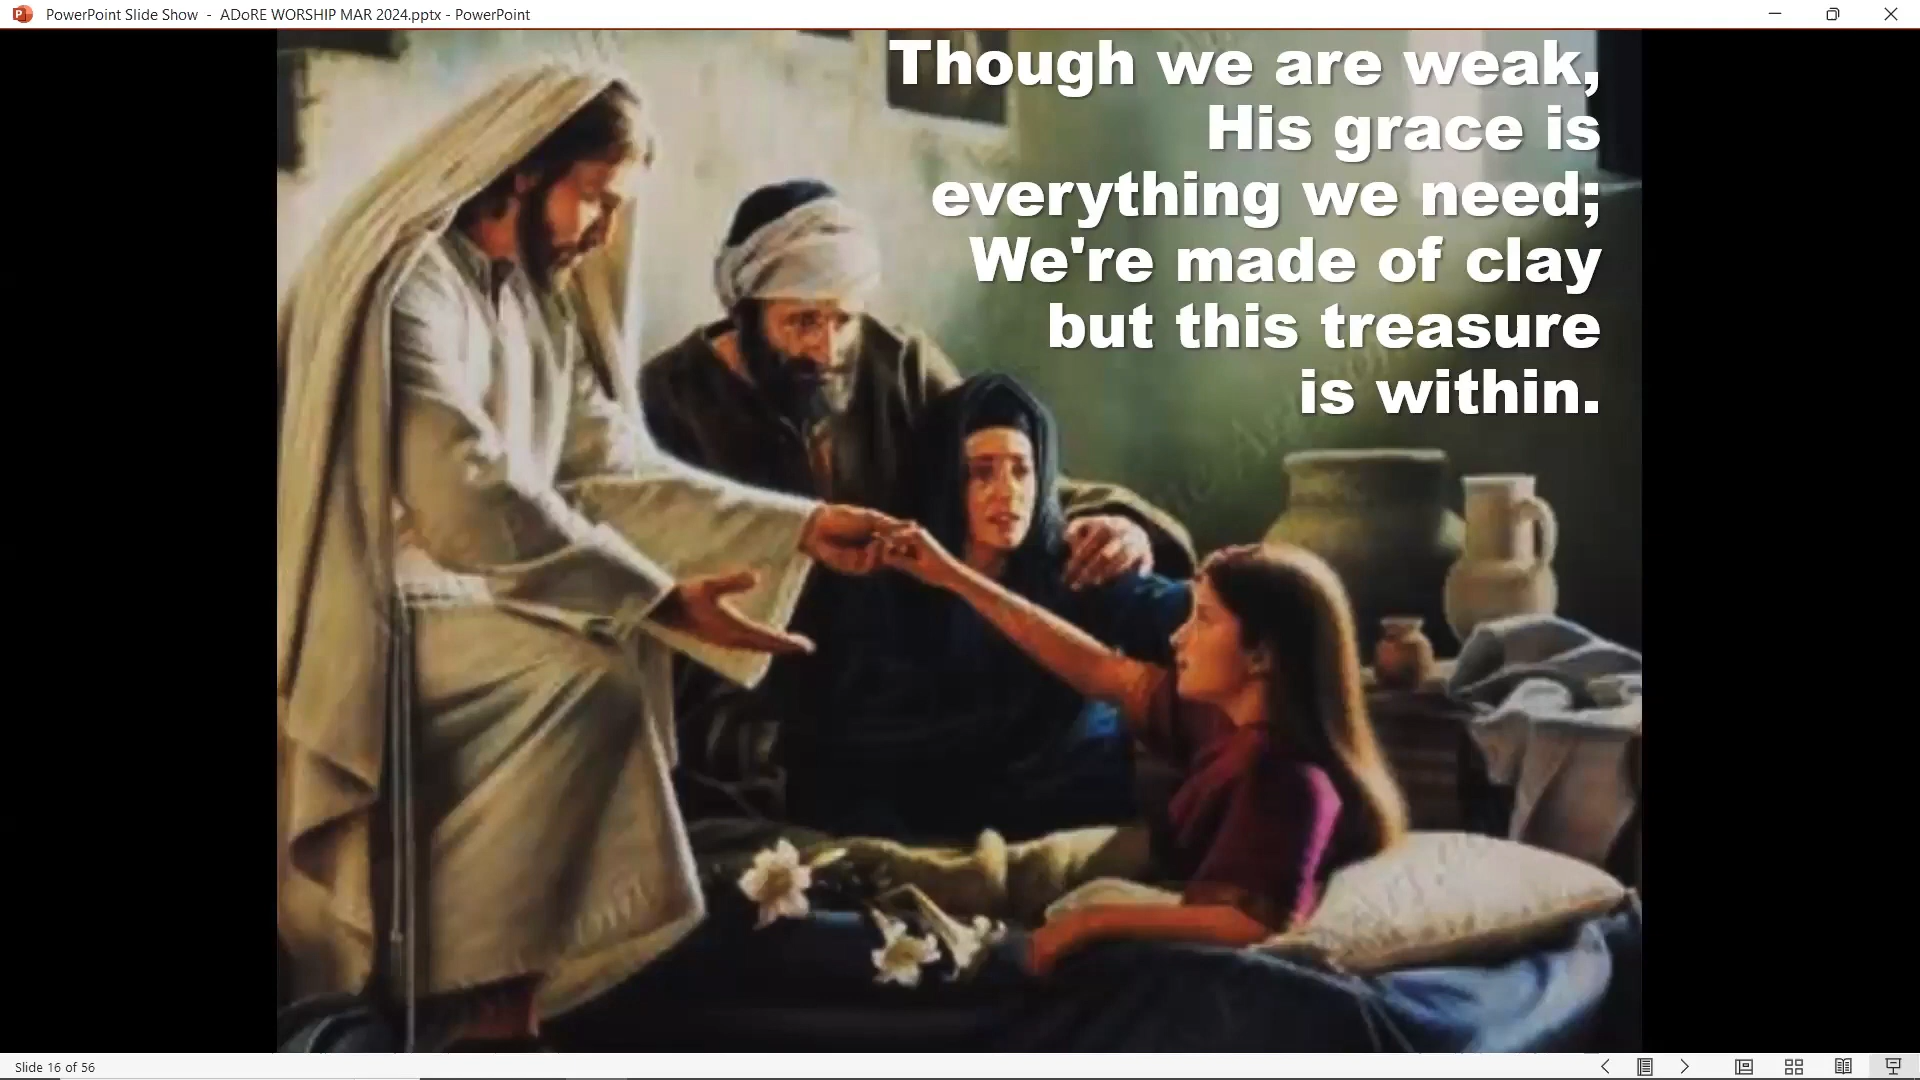 PowerPoint Slide Show - ADoRE WORSHIP MAR 2024.pptx - PowerPoint
Though we are weak,
His grace is
everything we need;
We're made of clay
but this treasure
is within.
Slide 16 of 56